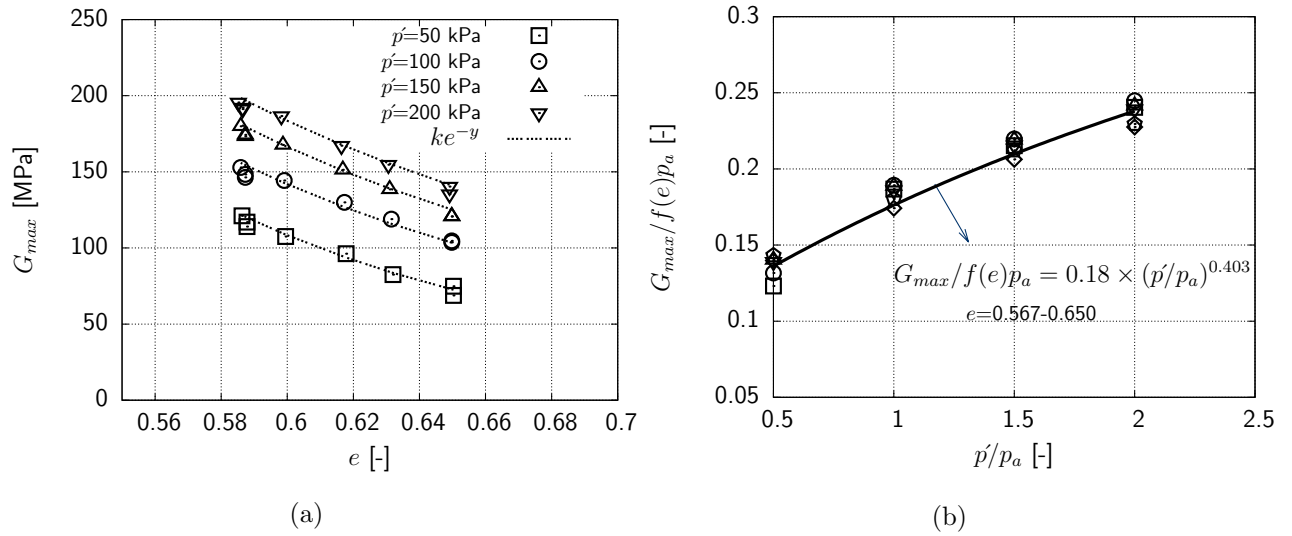 250
200
150
100
50
0
0.56 0.58 0.6 0.62 0.64 0.66 0.68 0.7
G_max [MPa]
e [-]
p′=50 kPa
p′=100 kPa
p′=150 kPa
p′=200 kPa
ke^{-y}
(a)
0.3
0.25
0.2
0.15
0.1
0.05
0.5 1 1.5 2 2.5
G_max/f(e)p_a [-]
p′/p_a [-]
G_max/f(e)p_a = 0.18 × (p′/p_a)^{0.403}
e=0.567-0.650
(b)